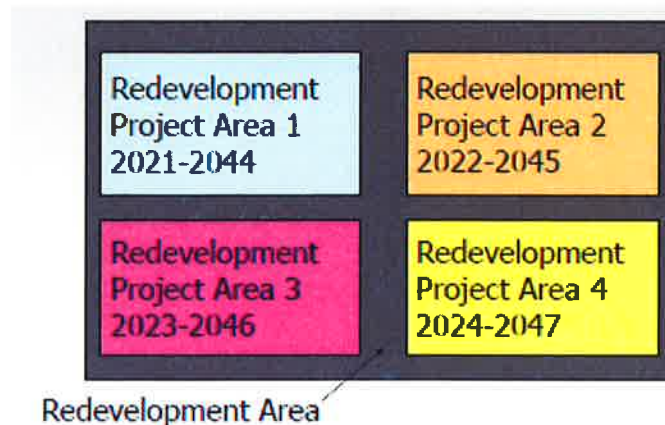 Redevelopment
Project Area 1
2021-2044
Redevelopment
Project Area 2
2022-2045
Redevelopment
Project Area 3
2023-2046
Redevelopment
Project Area 4
2024-2047
Redevelopment Area